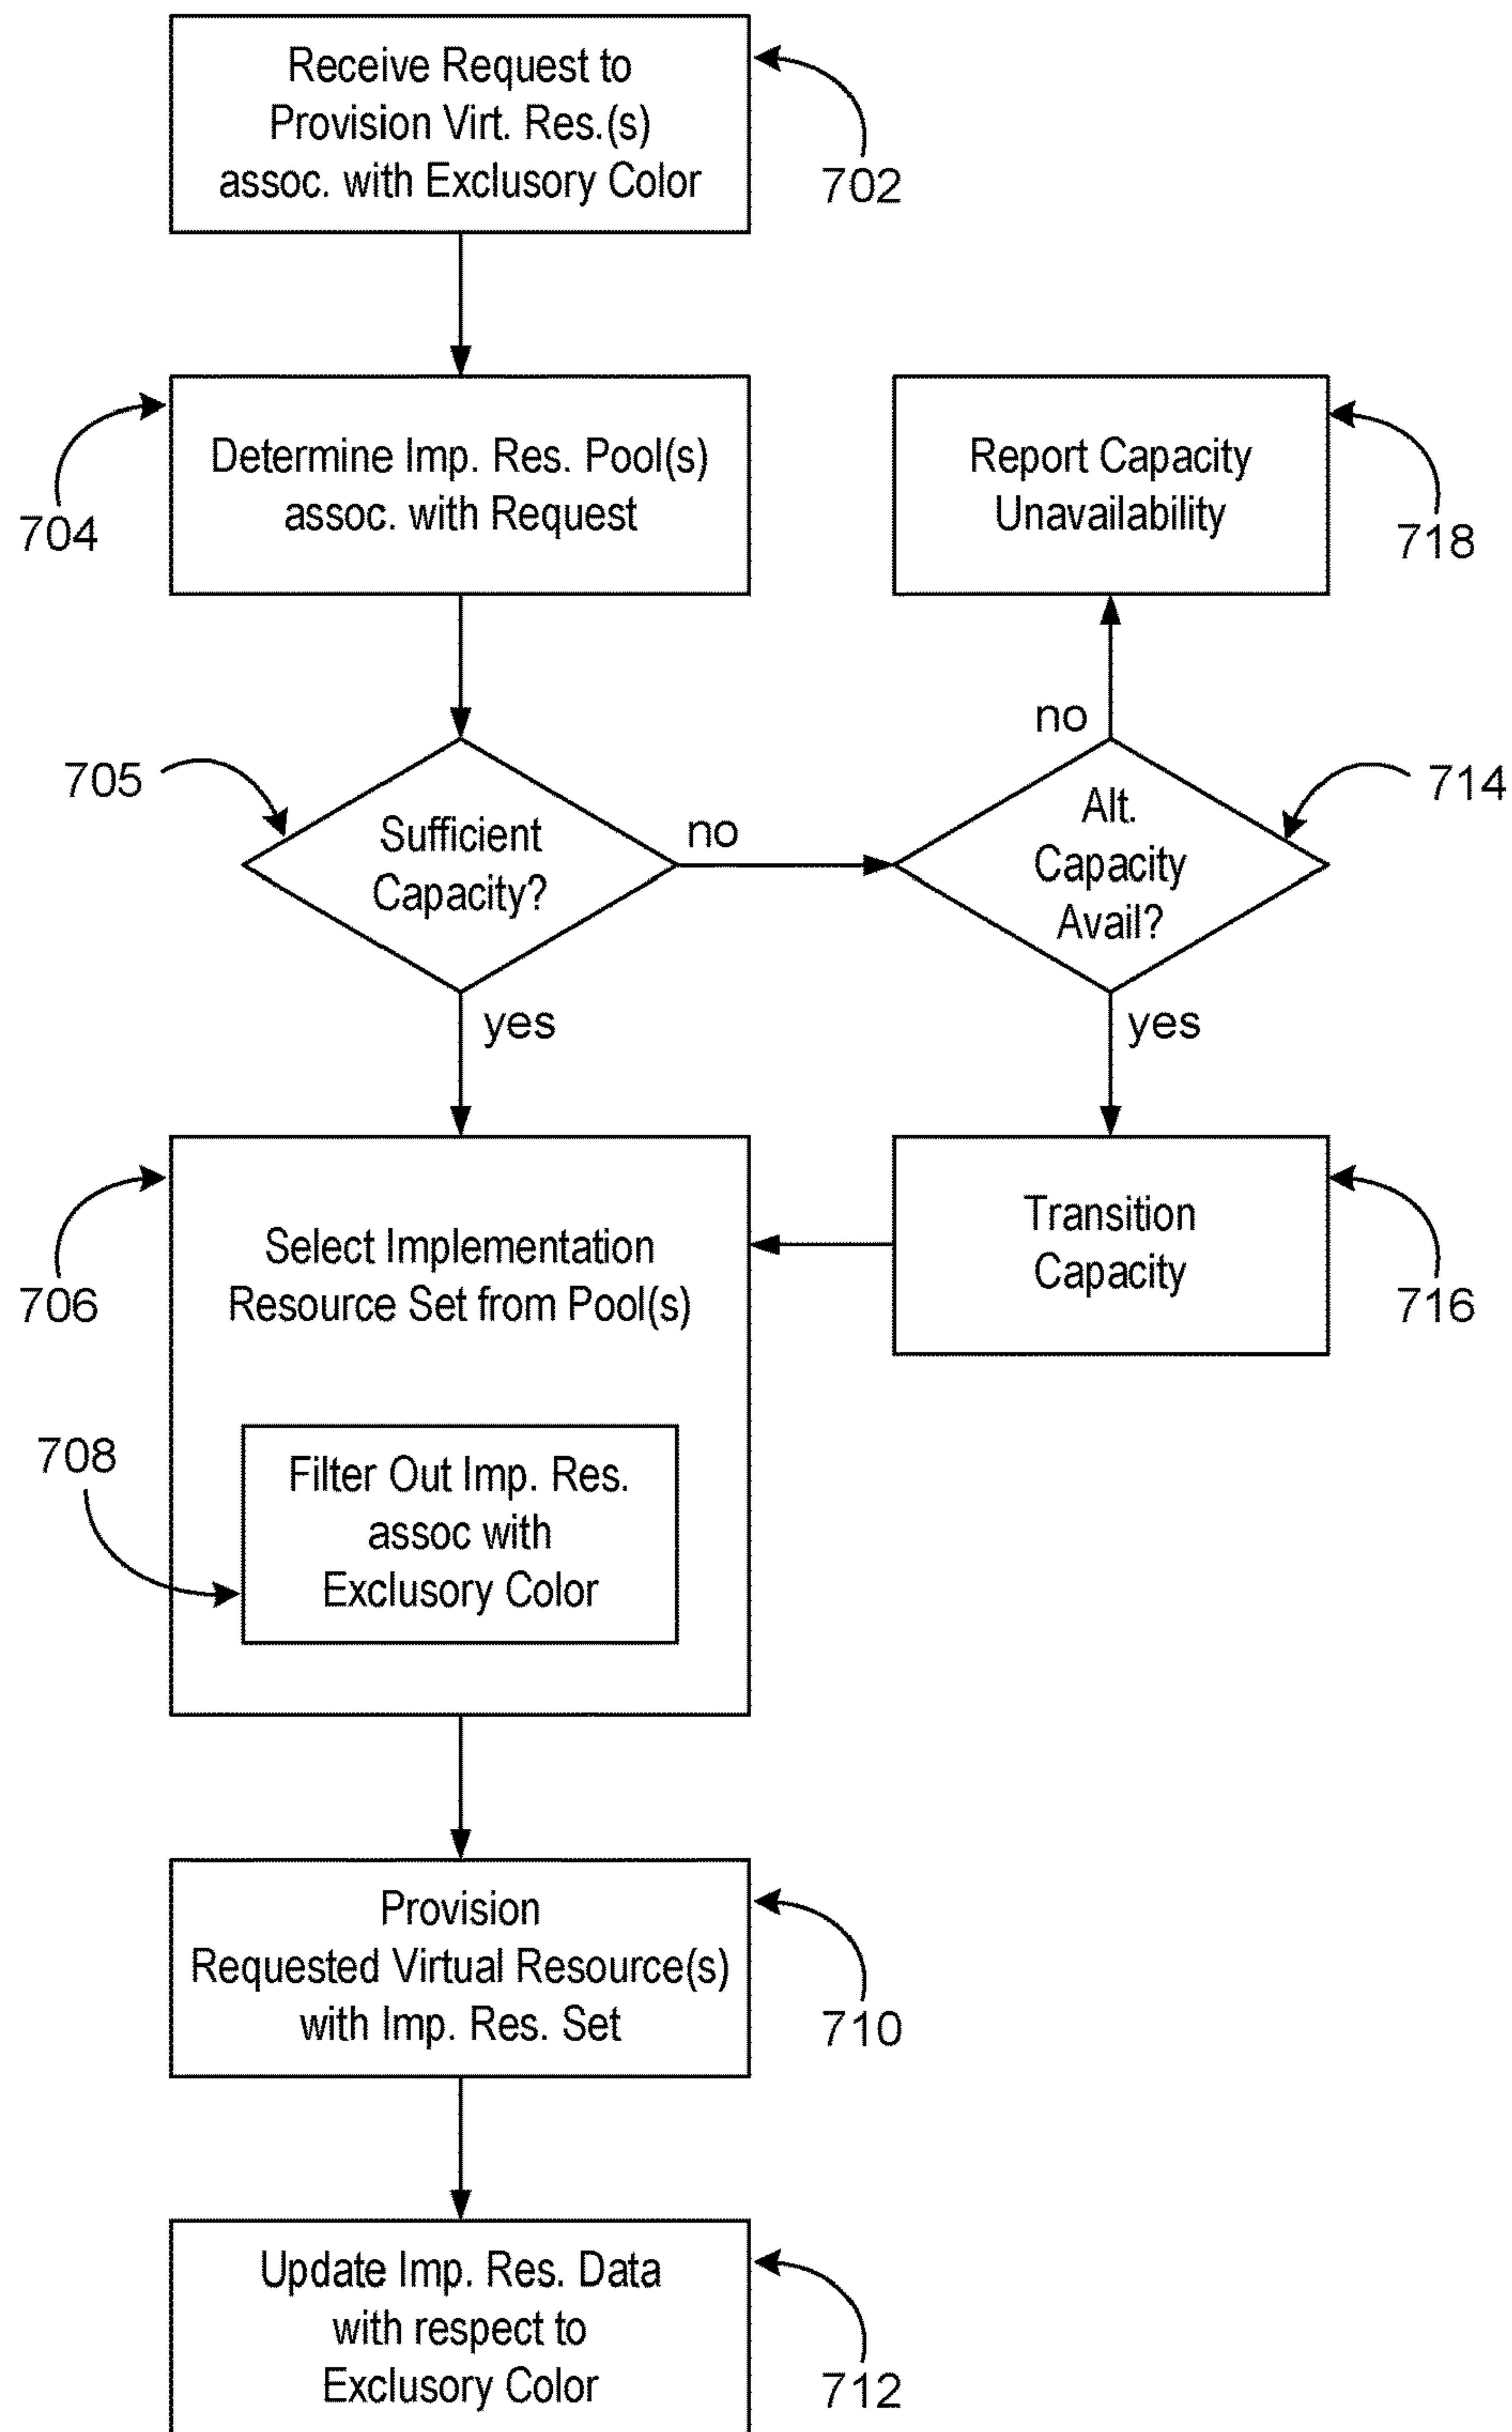 Receive Request to
Provision Virt. Res.(s)
assoc. with Exclusory Color
702
Determine Imp. Res. Pool(s)
assoc. with Request
704
Report Capacity
Unavailability
718
705
Sufficient
Capacity?
no
yes
no
Alt.
Capacity
Avail?
714
yes
Select Implementation
Resource Set from Pool(s)
706
Transition
Capacity
716
708
Filter Out Imp. Res.
assoc with
Exclusory Color
Provision
Requested Virtual Resource(s)
with Imp. Res. Set
710
Update Imp. Res. Data
with respect to
Exclusory Color
712